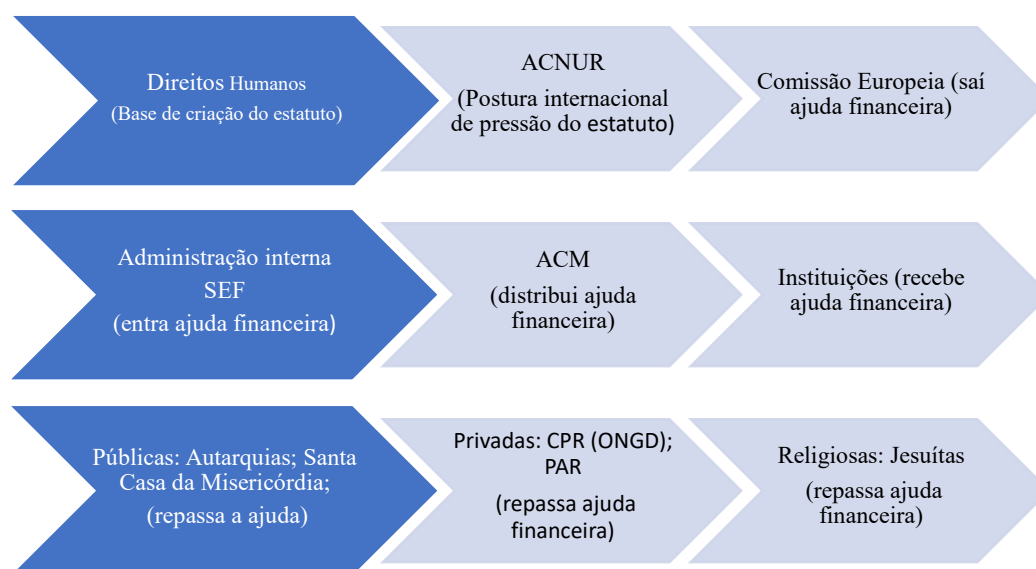 Direitos Humanos
(Base de criação do estatuto)
ACNUR
(Postura internacional
de pressão do estatuto)
Comissão Europeia (saí
ajuda financeira)
Administração interna
SEF
(entra ajuda financeira)
ACM
(distribui ajuda
financeira)
Instituições (recebe
ajuda financeira)
Públicas: Autarquias; Santa
Casa da Misericórdia;
(repassa a ajuda)
Privadas: CPR (ONGD);
PAR
(repassa ajuda
financeira)
Religiosas: Jesuítas
(repassa ajuda
financeira)